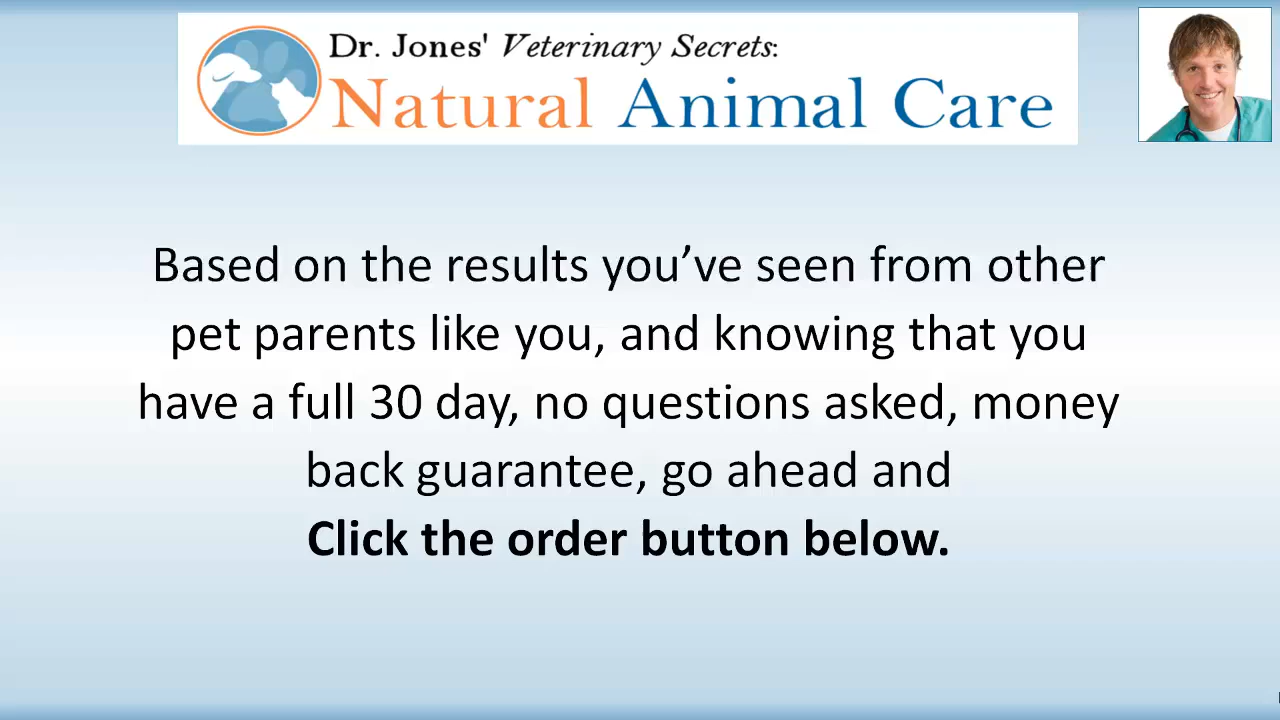 Dr. Jones' Veterinary Secrets:
Natural Animal Care
Based on the results you’ve seen from other
pet parents like you, and knowing that you
have a full 30 day, no questions asked, money
back guarantee, go ahead and
Click the order button below.